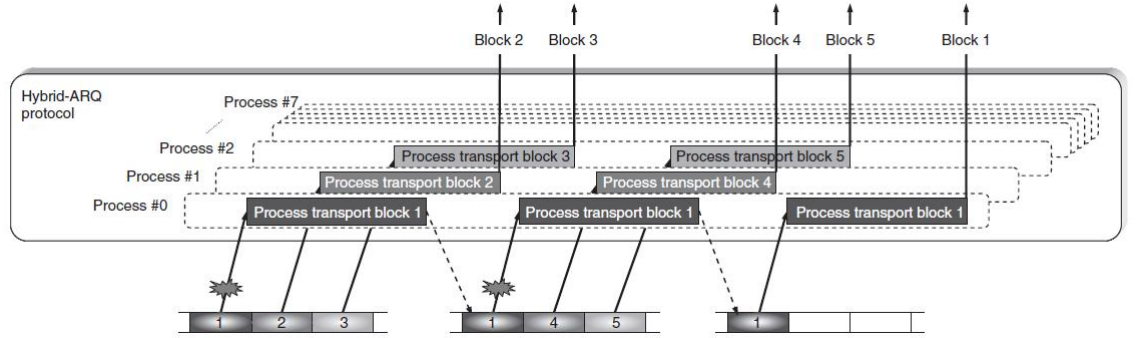 Block 2 Block 3 Block 4 Block 5 Block 1
Hybrid-ARQ
protocol
Process #7
Process #2
Process #1
Process #0
Process transport block 3 Process transport block 5
Process transport block 2 Process transport block 4
Process transport block 1 Process transport block 1 Process transport block 1
1 2 3 1 4 5 1